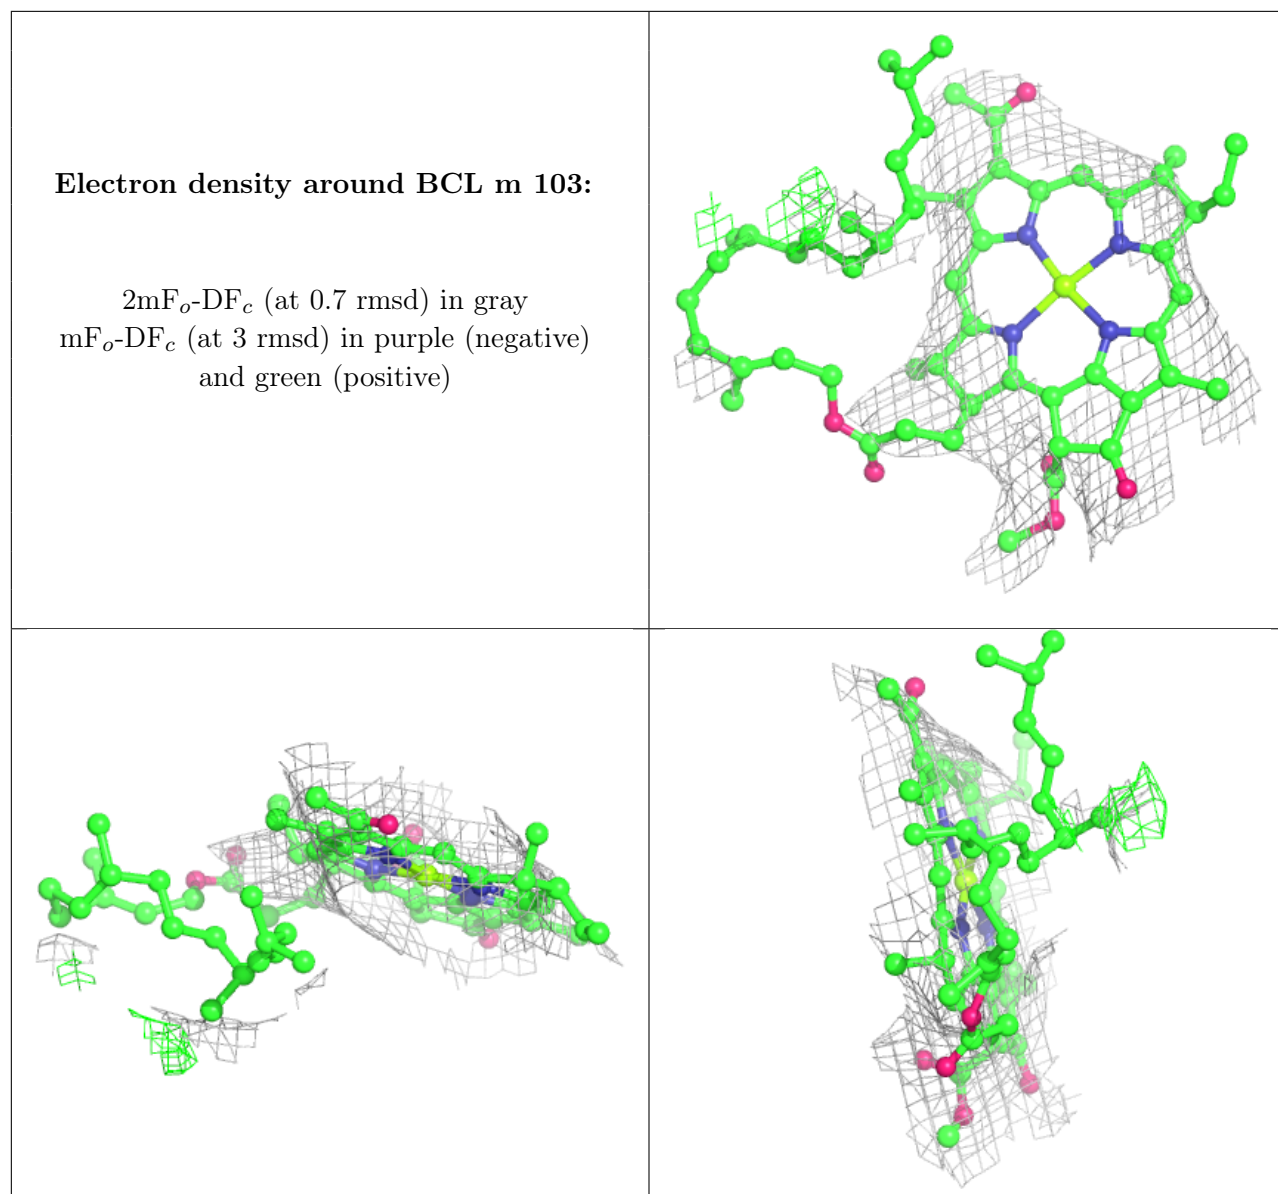 Electron density around BCL m 103:
2mFo-DFc (at 0.7 rmsd) in gray
mFo-DFc (at 3 rmsd) in purple (negative)
and green (positive)